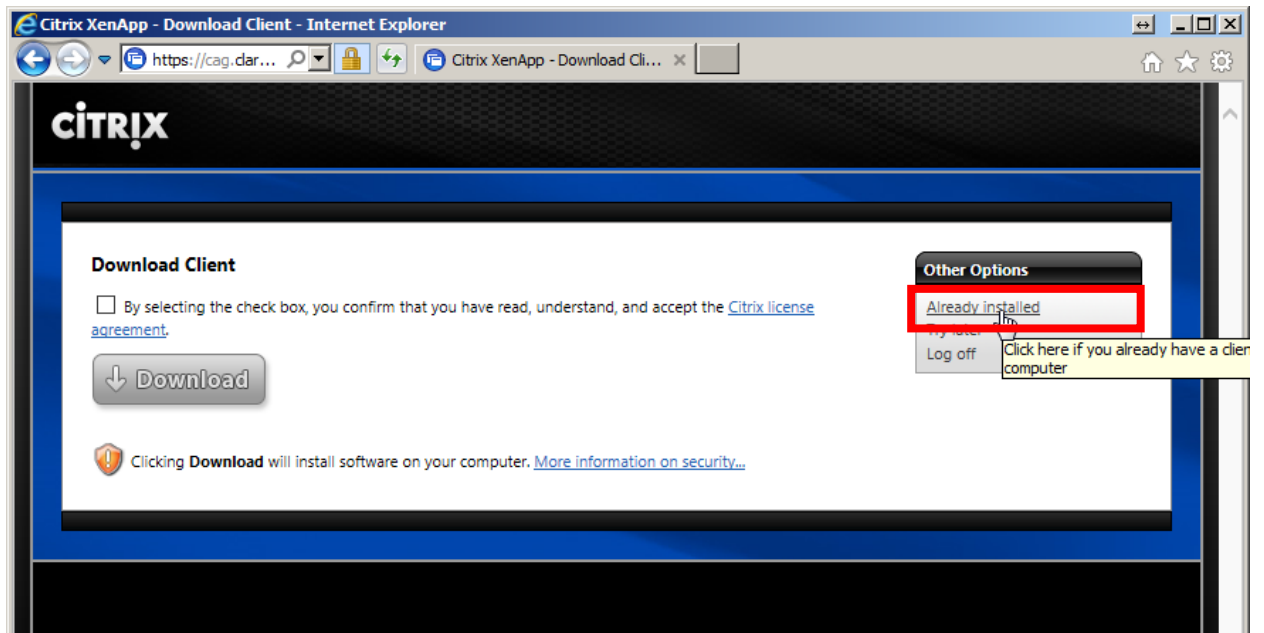 Citrix XenApp - Download Client - Internet Explorer
https://cag.clar...
Citrix XenApp - Download Cli...
CITRIX
Download Client
By selecting the check box, you confirm that you have read, understand, and accept the Citrix license
agreement.
Download
Clicking Download will install software on your computer. More information on security...
Other Options
Already installed
Try later
Log off
Click here if you already have a clien
computer